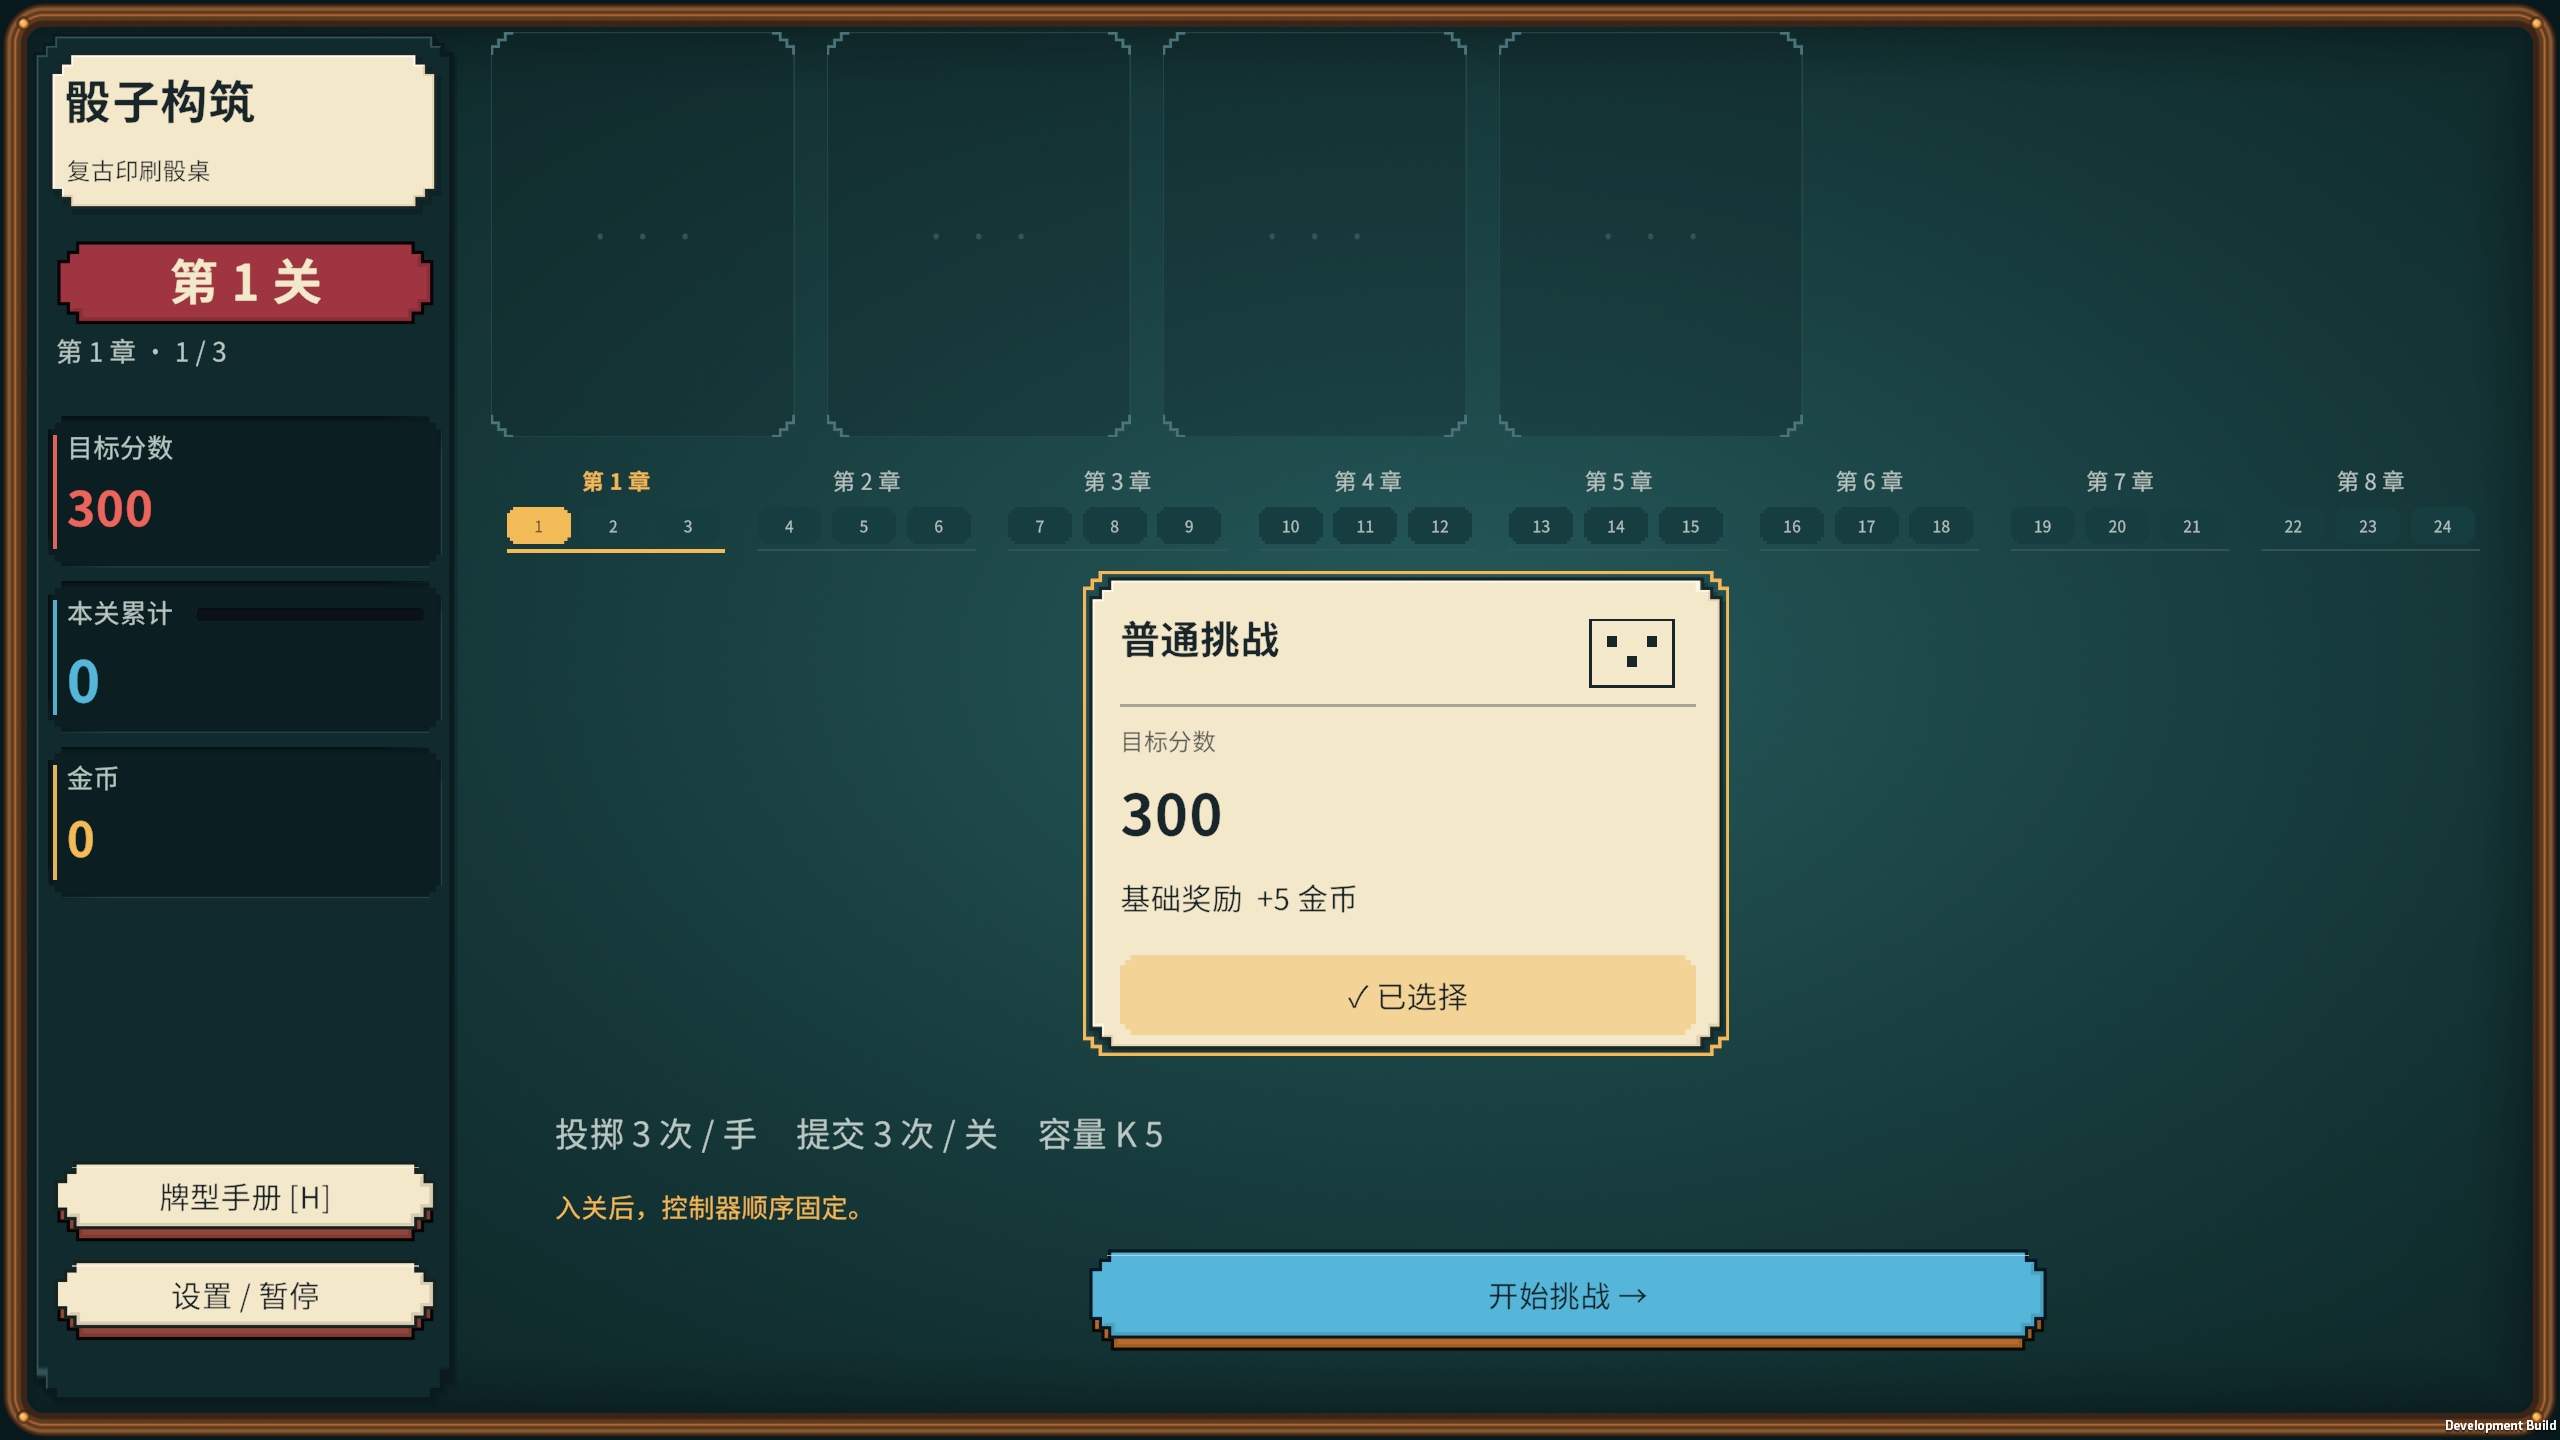 骰子构筑
复古印刷骰桌
第 1 关
第 1 章 · 1 / 3
目标分数
300
本关累计
0
金币
0
牌型手册 [H]
设置 / 暂停
第 1 章 第 2 章 第 3 章 第 4 章 第 5 章 第 6 章 第 7 章 第 8 章
1 2 3 4 5 6 7 8 9 10 11 12 13 14 15 16 17 18 19 20 21 22 23 24
普通挑战
目标分数
300
基础奖励 +5 金币
✓ 已选择
投掷 3 次 / 手 提交 3 次 / 关 容量 K 5
入关后，控制器顺序固定。
开始挑战 →
Development Build